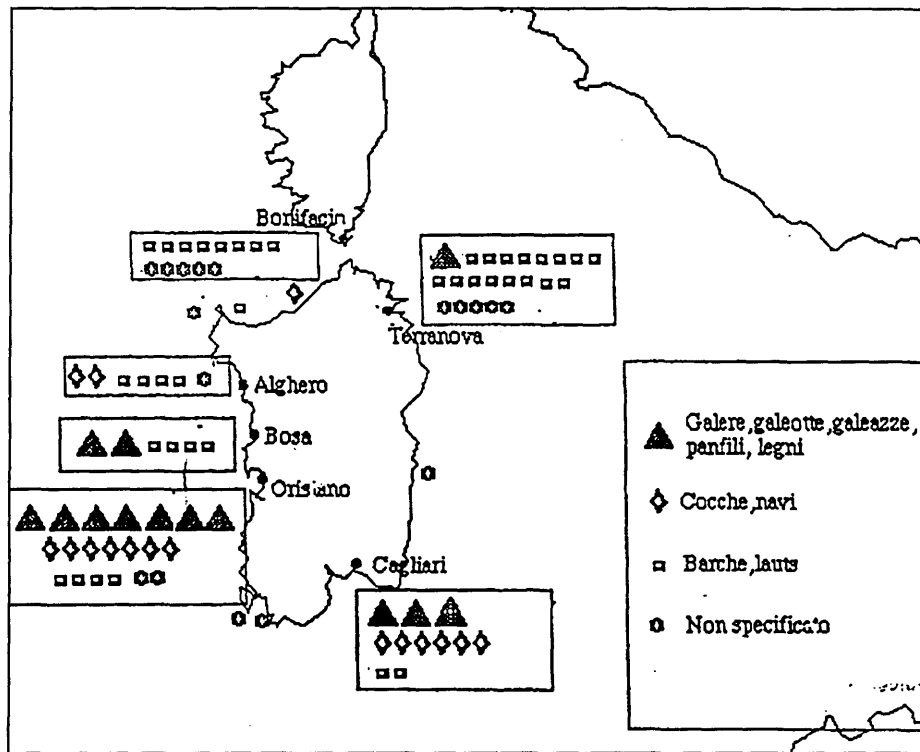 Bonifacio
Terranova
Alghero
Bosa
Oristano
Cagliari
Galere,galeotte,galeazze,
panfili, legni
Cocche,navi
Barche,lauts
Non specificato